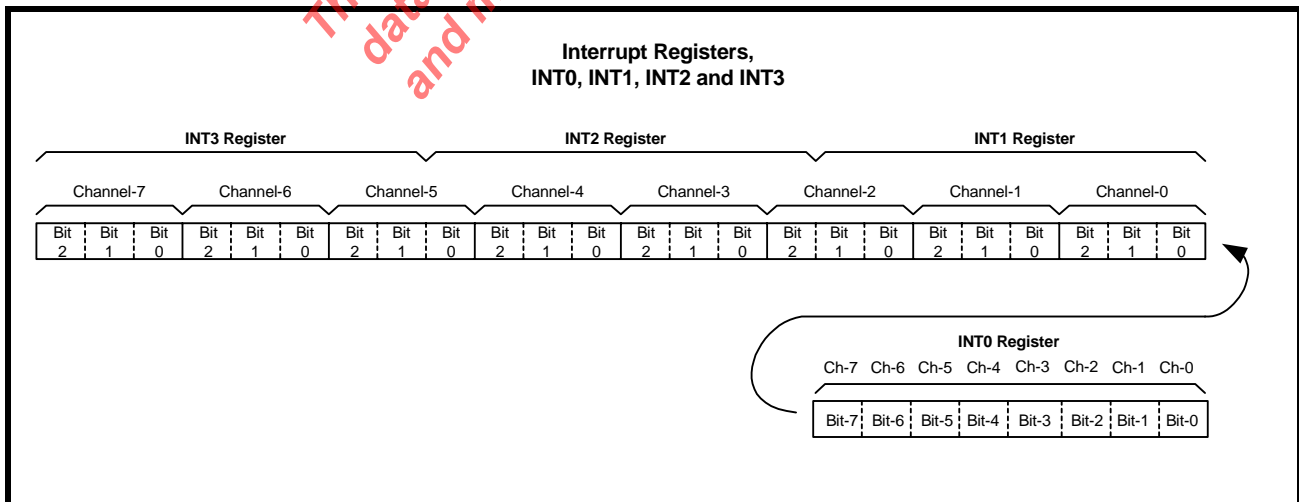 Th
data
and m
Interrupt Registers,
INT0, INT1, INT2 and INT3
INT3 Register INT2 Register INT1 Register
Channel-7 Channel-6 Channel-5 Channel-4 Channel-3 Channel-2 Channel-1 Channel-0
Bit Bit Bit Bit Bit Bit Bit Bit Bit Bit Bit Bit Bit Bit Bit Bit Bit Bit Bit Bit Bit Bit Bit Bit
2 1 0 2 1 0 2 1 0 2 1 0 2 1 0 2 1 0 2 1 0 2 1 0
INT0 Register
Ch-7 Ch-6 Ch-5 Ch-4 Ch-3 Ch-2 Ch-1 Ch-0
Bit-7 Bit-6 Bit-5 Bit-4 Bit-3 Bit-2 Bit-1 Bit-0